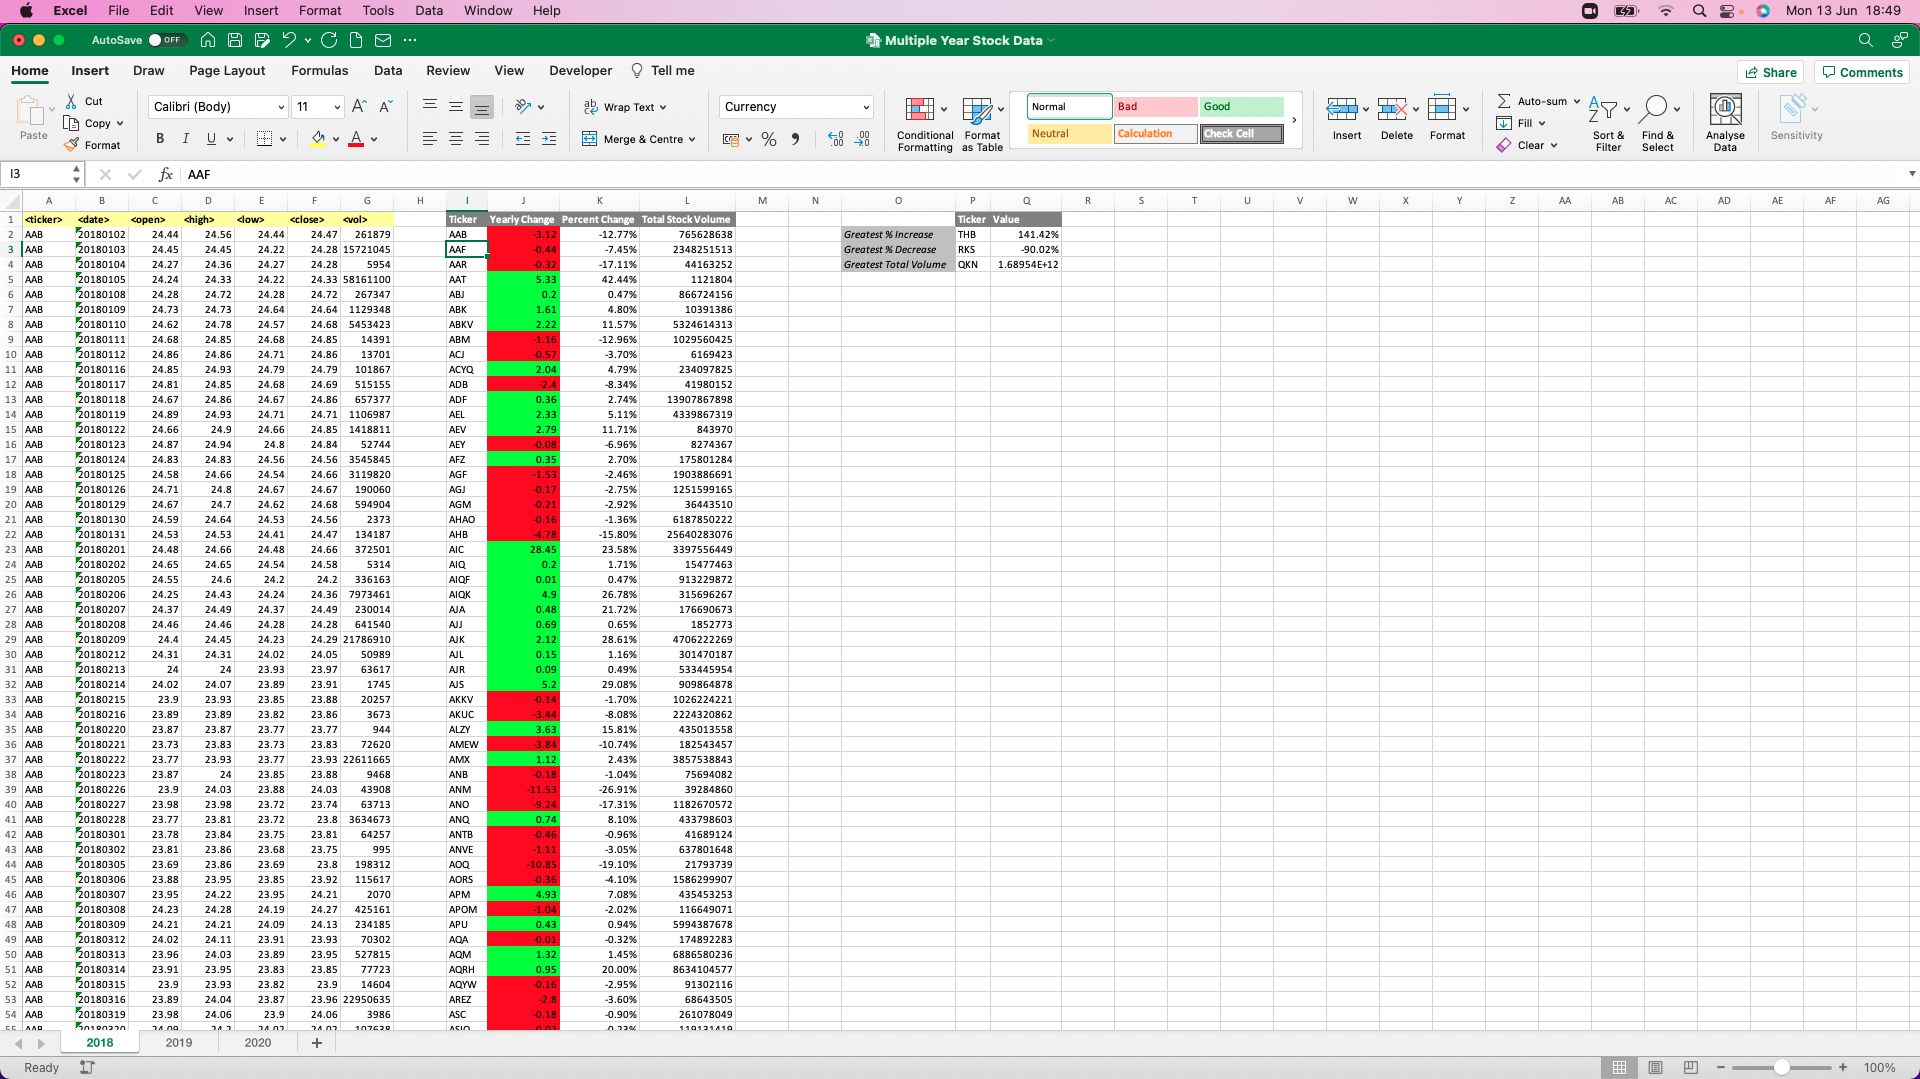 Excel File Edit View Insert Format Tools Data Window Help Mon 13 Jun 18:49
AutoSave OFF Multiple Year Stock Data
Home Insert Draw Page Layout Formulas Data Review View Developer Tell me Share Comments
Paste Cut Copy Format Calibri (Body) 11 Wrap Text Merge & Centre Currency Conditional Formatting Format as Table Normal Bad Good Neutral Calculation Check Cell Insert Delete Format Auto-sum Fill Clear Sort & Filter Find & Select Analyse Data Sensitivity
I3 fx AAF
A B C D E F G H I J K L M N O P Q R S T U V W X Y Z AA AB AC AD AE AF AG
1 <ticker> <date> <open> <high> <low> <close> <vol> Ticker Yearly Change Percent Change Total Stock Volume Ticker Value
2 AAB 20180102 24.44 24.56 24.44 24.47 261879 AAB -3.12 -12.77% 765628638 Greatest % Increase THB 141.42%
3 AAB 20180103 24.45 24.45 24.22 24.28 15721045 AAF -0.44 -7.45% 2348251513 Greatest % Decrease RKS -90.02%
4 AAB 20180104 24.27 24.36 24.27 24.28 5954 AAR -0.32 -17.11% 44163252 Greatest Total Volume QKN 1.68954E+12
5 AAB 20180105 24.24 24.33 24.22 24.33 58161100 AAT 5.33 42.44% 1121804
6 AAB 20180108 24.28 24.72 24.28 24.72 267347 ABJ 0.2 0.47% 866724156
7 AAB 20180109 24.73 24.73 24.64 24.64 1129348 ABK 1.61 4.80% 10391386
8 AAB 20180110 24.62 24.78 24.57 24.68 5453423 ABKV 2.22 11.57% 5324614313
9 AAB 20180111 24.68 24.85 24.68 24.85 14391 ABM -1.16 -12.96% 1029560425
10 AAB 20180112 24.86 24.86 24.71 24.86 13701 ACJ -0.57 -3.70% 6169423
11 AAB 20180116 24.85 24.93 24.79 24.79 101867 ACYQ 2.04 4.79% 234097825
12 AAB 20180117 24.81 24.85 24.68 24.69 515155 ADB -2.4 -8.34% 41980152
13 AAB 20180118 24.67 24.86 24.67 24.86 657377 ADF 0.36 2.74% 13907867898
14 AAB 20180119 24.89 24.93 24.71 24.71 1106987 AEL 2.33 5.11% 4339867319
15 AAB 20180122 24.66 24.9 24.66 24.85 1418811 AEV 2.79 11.71% 843970
16 AAB 20180123 24.87 24.94 24.8 24.84 52744 AEY -0.08 -6.96% 8274367
17 AAB 20180124 24.83 24.83 24.56 24.56 3545845 AFZ 0.35 2.70% 175801284
18 AAB 20180125 24.58 24.66 24.54 24.66 3119820 AGF -1.53 -2.46% 1903886691
19 AAB 20180126 24.71 24.8 24.67 24.67 190060 AGJ -0.17 -2.75% 1251599165
20 AAB 20180129 24.67 24.7 24.62 24.68 594904 AGM -0.21 -2.92% 36443510
21 AAB 20180130 24.59 24.64 24.53 24.56 2373 AHAO -0.16 -1.36% 6187850222
22 AAB 20180131 24.53 24.53 24.41 24.47 134187 AHB -4.78 -15.80% 25640283076
23 AAB 20180201 24.48 24.66 24.48 24.66 372501 AIC 28.45 23.58% 3397556449
24 AAB 20180202 24.65 24.65 24.54 24.58 5314 AIQ 0.2 1.71% 15477463
25 AAB 20180205 24.55 24.6 24.2 24.2 336163 AIQF 0.01 0.47% 913229872
26 AAB 20180206 24.25 24.43 24.24 24.36 7973461 AIQK 4.9 26.78% 315696267
27 AAB 20180207 24.37 24.49 24.37 24.49 230014 AJA 0.48 21.72% 176690673
28 AAB 20180208 24.46 24.46 24.28 24.28 641540 AJJ 0.69 0.65% 1852773
29 AAB 20180209 24.4 24.45 24.23 24.29 21786910 AJK 2.12 28.61% 4706222269
30 AAB 20180212 24.31 24.31 24.02 24.05 50989 AJL 0.15 1.16% 301470187
31 AAB 20180213 24 24 23.93 23.97 63617 AJR 0.09 0.49% 533445954
32 AAB 20180214 24.02 24.07 23.89 23.91 1745 AJS 5.2 29.08% 909864878
33 AAB 20180215 23.9 23.93 23.85 23.88 20257 AKKV -0.14 -1.70% 1026224221
34 AAB 20180216 23.89 23.89 23.82 23.86 3673 AKUC -3.44 -8.08% 2224320862
35 AAB 20180220 23.87 23.87 23.77 23.77 944 ALZY 3.63 15.81% 435013558
36 AAB 20180221 23.73 23.83 23.73 23.83 72620 AMEW -3.84 -10.74% 182543457
37 AAB 20180222 23.77 23.93 23.77 23.93 22611665 AMX 1.12 2.43% 3857538843
38 AAB 20180223 23.87 24 23.85 23.88 9468 ANB -0.18 -1.04% 75694082
39 AAB 20180226 23.9 24.03 23.88 24.03 43908 ANM -11.53 -26.91% 39284860
40 AAB 20180227 23.98 23.98 23.72 23.74 63713 ANO -9.24 -17.31% 1182670572
41 AAB 20180228 23.77 23.81 23.72 23.8 3634673 ANQ 0.74 8.10% 433798603
42 AAB 20180301 23.78 23.84 23.75 23.81 64257 ANTB -0.46 -0.96% 41689124
43 AAB 20180302 23.81 23.86 23.68 23.75 995 ANVE -1.11 -3.05% 637801648
44 AAB 20180305 23.69 23.86 23.69 23.8 198312 AOQ -10.85 -19.10% 21793739
45 AAB 20180306 23.88 23.95 23.85 23.92 115617 AORS -0.36 -4.10% 1586299907
46 AAB 20180307 23.95 24.22 23.95 24.21 2070 APM 4.93 7.08% 435453253
47 AAB 20180308 24.23 24.28 24.19 24.27 425161 APOM -1.04 -2.02% 116649071
48 AAB 20180309 24.21 24.21 24.09 24.13 234185 APU 0.43 0.94% 5994387678
49 AAB 20180312 24.02 24.11 23.91 23.93 70302 AQA -0.01 -0.32% 174892283
50 AAB 20180313 23.96 24.03 23.89 23.95 527815 AQM 1.32 1.45% 6886580236
51 AAB 20180314 23.91 23.95 23.83 23.85 77723 AQRH 0.95 20.00% 8634104577
52 AAB 20180315 23.9 23.93 23.82 23.9 14604 AQYW -0.16 -2.95% 91302116
53 AAB 20180316 23.89 24.04 23.87 23.96 22950635 AREZ -2.8 -3.60% 68643505
54 AAB 20180319 23.98 24.06 23.9 24.06 3986 ASC -0.18 -0.90% 261078049
2018 2019 2020 +
Ready 100%